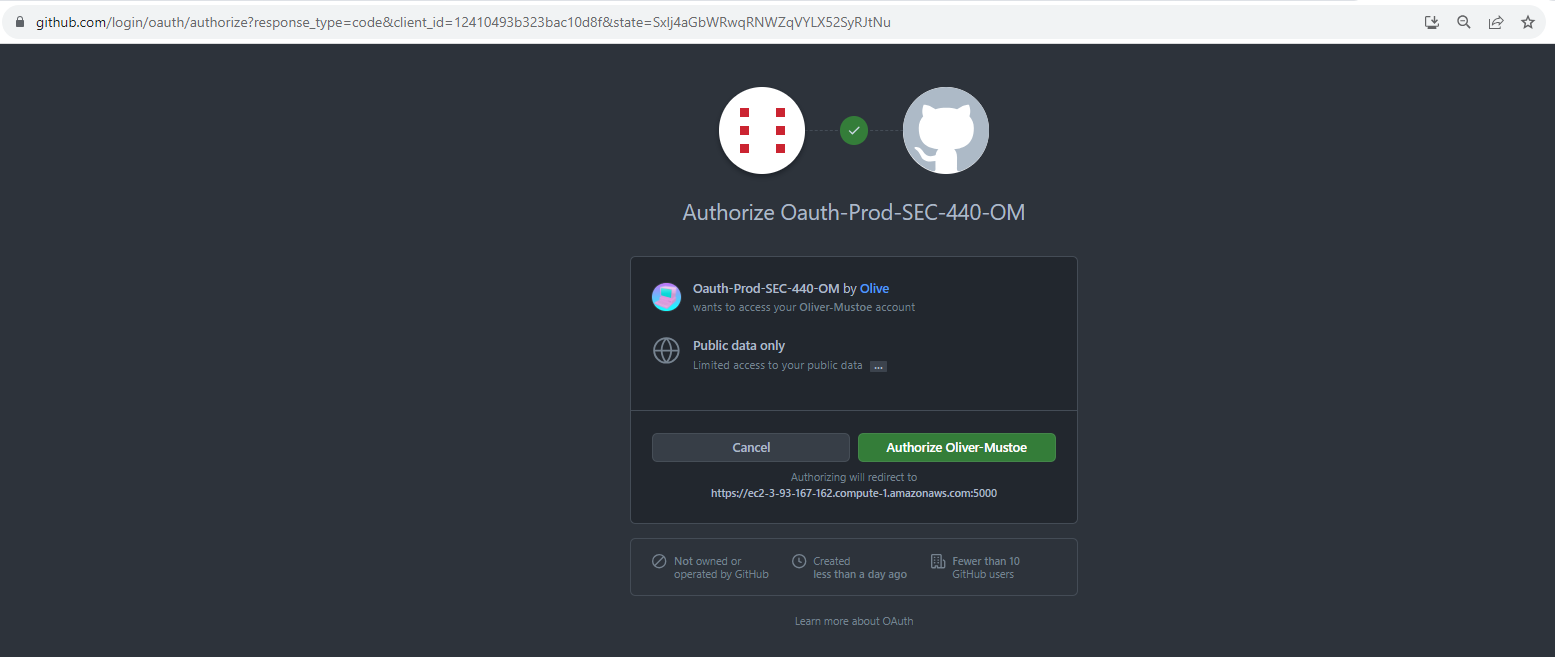 github.com/login/oauth/authorize?response_type=code&client_id=12410493b323bac10d8f&state=SxIj4aGbWRwqRNWZqVYLX52SyRJtNu
Authorize Oauth-Prod-SEC-440-OM
Oauth-Prod-SEC-440-OM by Olive
wants to access your Oliver-Mustoe account
Public data only
Limited access to your public data ...
Cancel
Authorize Oliver-Mustoe
Authorizing will redirect to
https://ec2-3-93-167-162.compute-1.amazonaws.com:5000
Not owned or
operated by GitHub
Created
less than a day ago
Fewer than 10
GitHub users
Learn more about OAuth